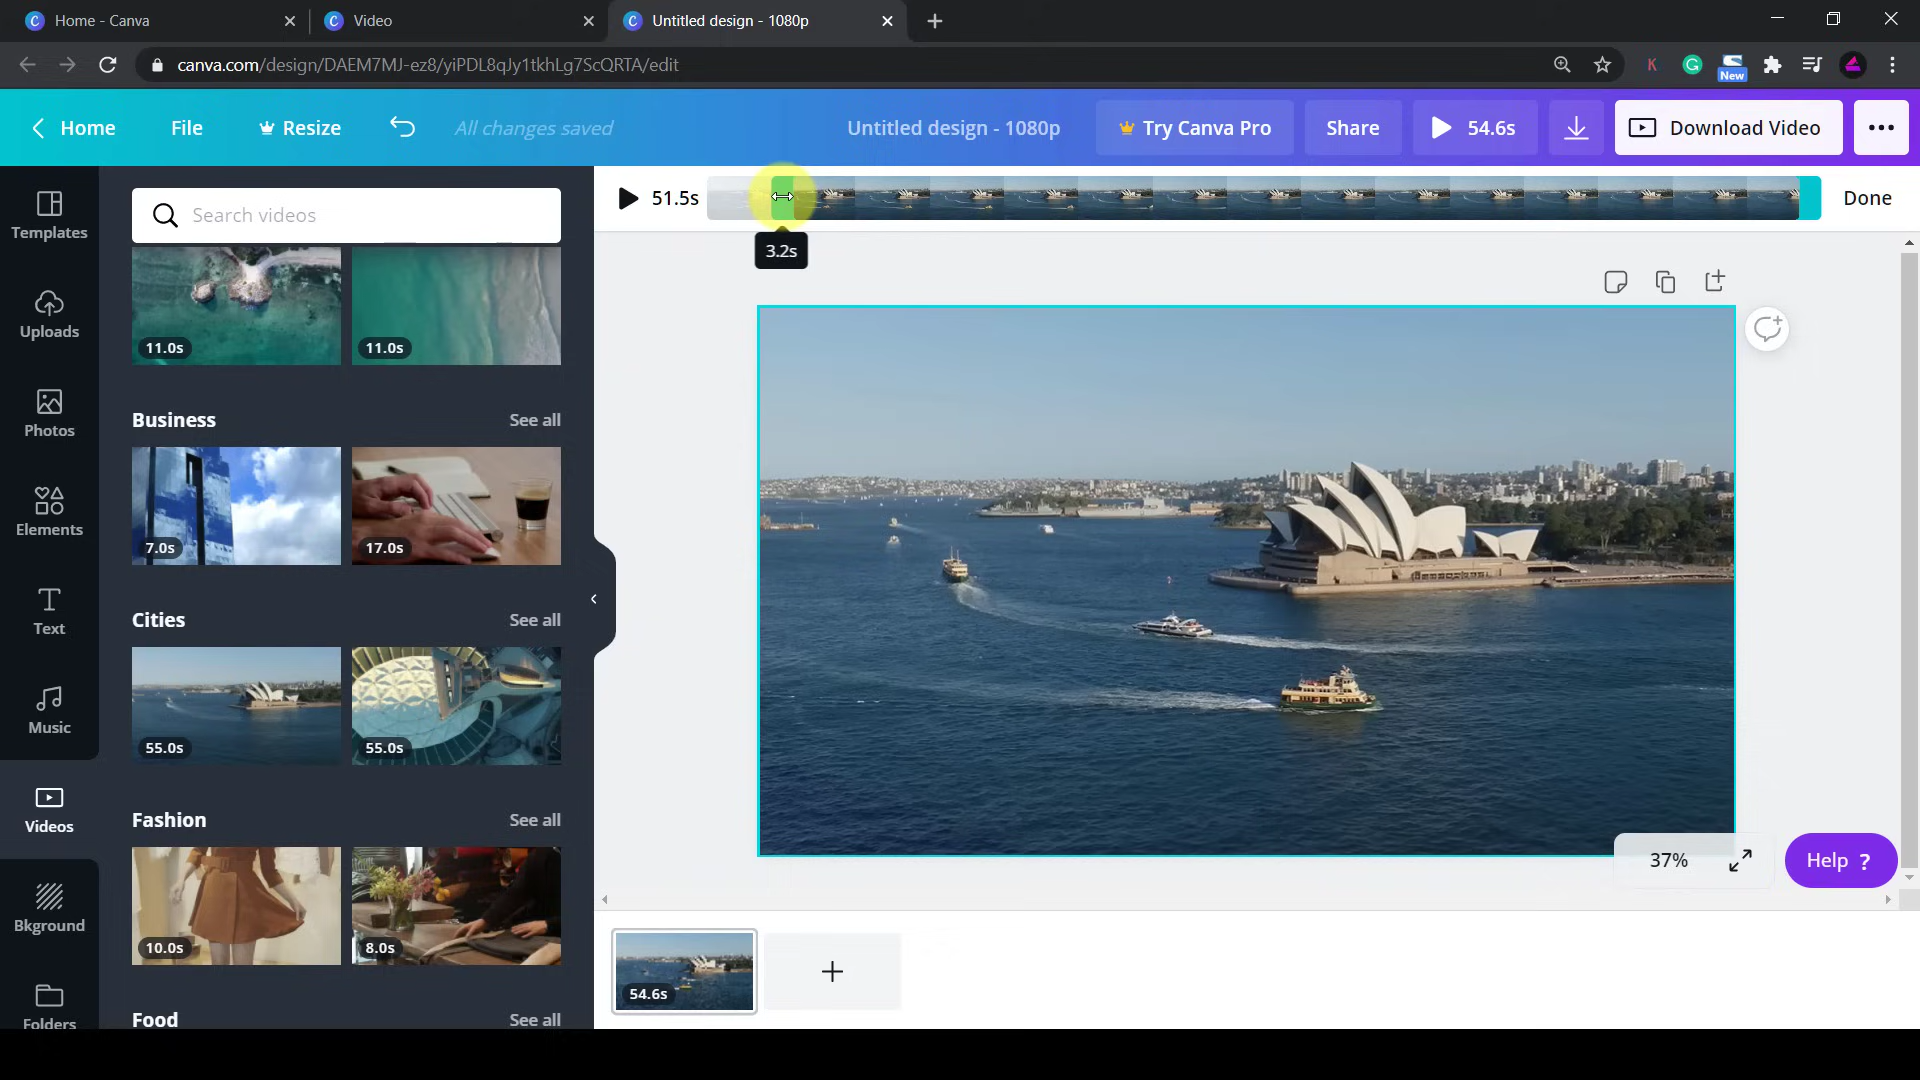 Home - Canva
Video
Untitled design - 1080p
canva.com/design/DAEM7MJ-ez8/yiPDL8qJy1tkhLg7ScQRTA/edit
New
Home
File
Resize
All changes saved
Untitled design - 1080p
Try Canva Pro
Share
54.6s
Download Video
Templates
Uploads
Photos
Elements
Text
Music
Videos
Bkground
Folders
Search videos
11.0s
11.0s
Business
See all
7.0s
17.0s
Cities
See all
55.0s
55.0s
Fashion
See all
10.0s
8.0s
Food
See all
51.5s
Done
3.2s
37%
Help ?
54.6s